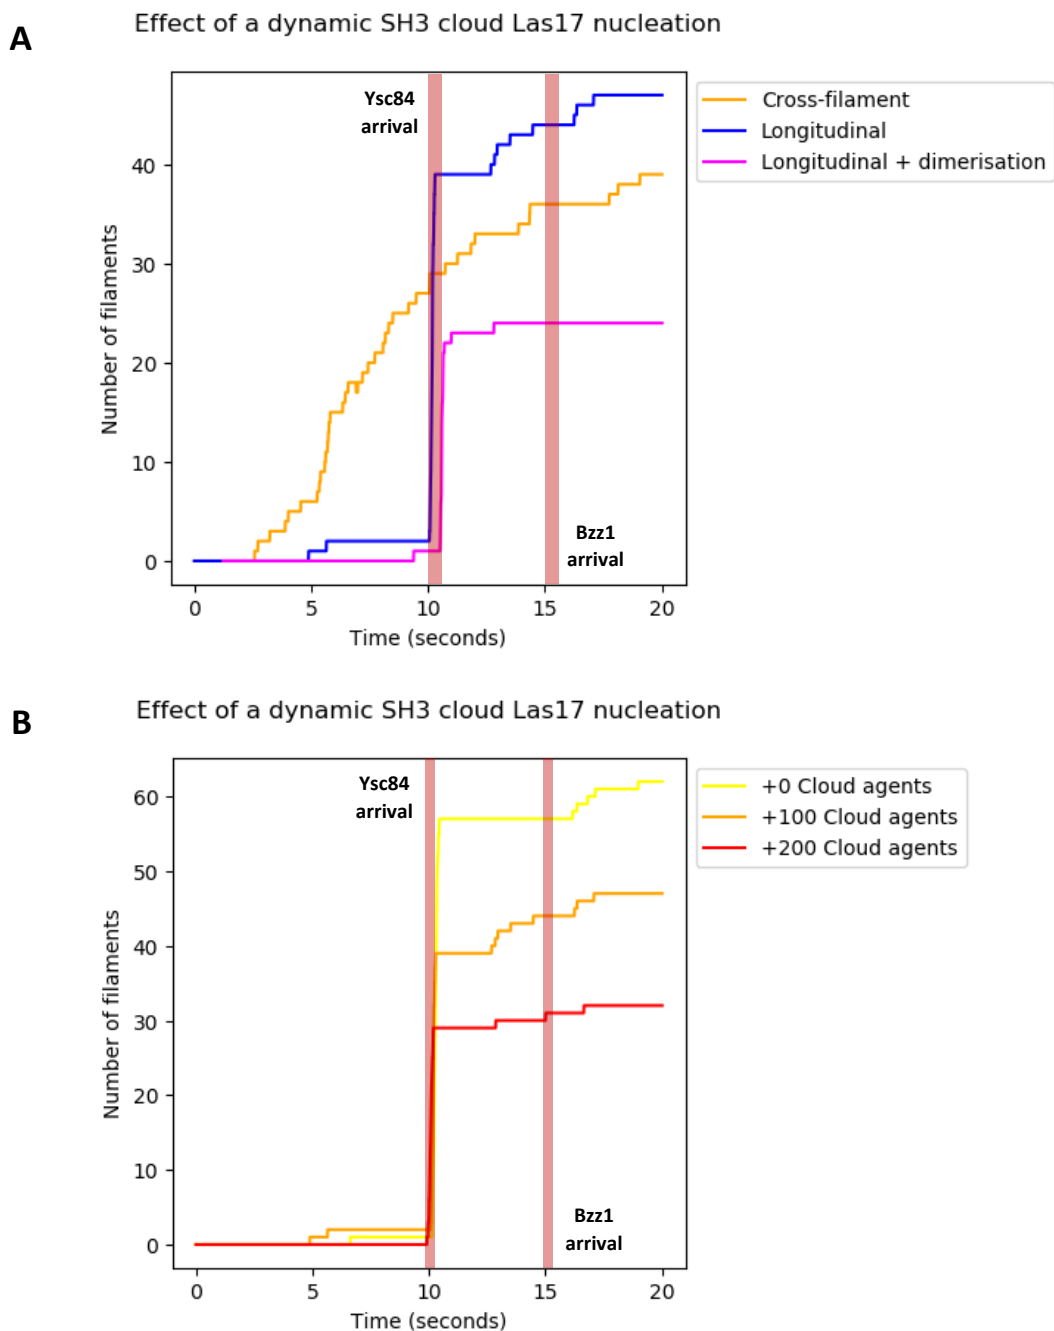 A
Effect of a dynamic SH3 cloud Las17 nucleation
Ysc84
arrival
Cross-filament
Longitudinal
Longitudinal + dimerisation
Number of filaments
40
30
20
10
0
Bzz1
arrival
0 5 10 15 20
Time (seconds)
B
Effect of a dynamic SH3 cloud Las17 nucleation
Ysc84
arrival
+0 Cloud agents
+100 Cloud agents
+200 Cloud agents
Number of filaments
60
50
40
30
20
10
0
Bzz1
arrival
0 5 10 15 20
Time (seconds)